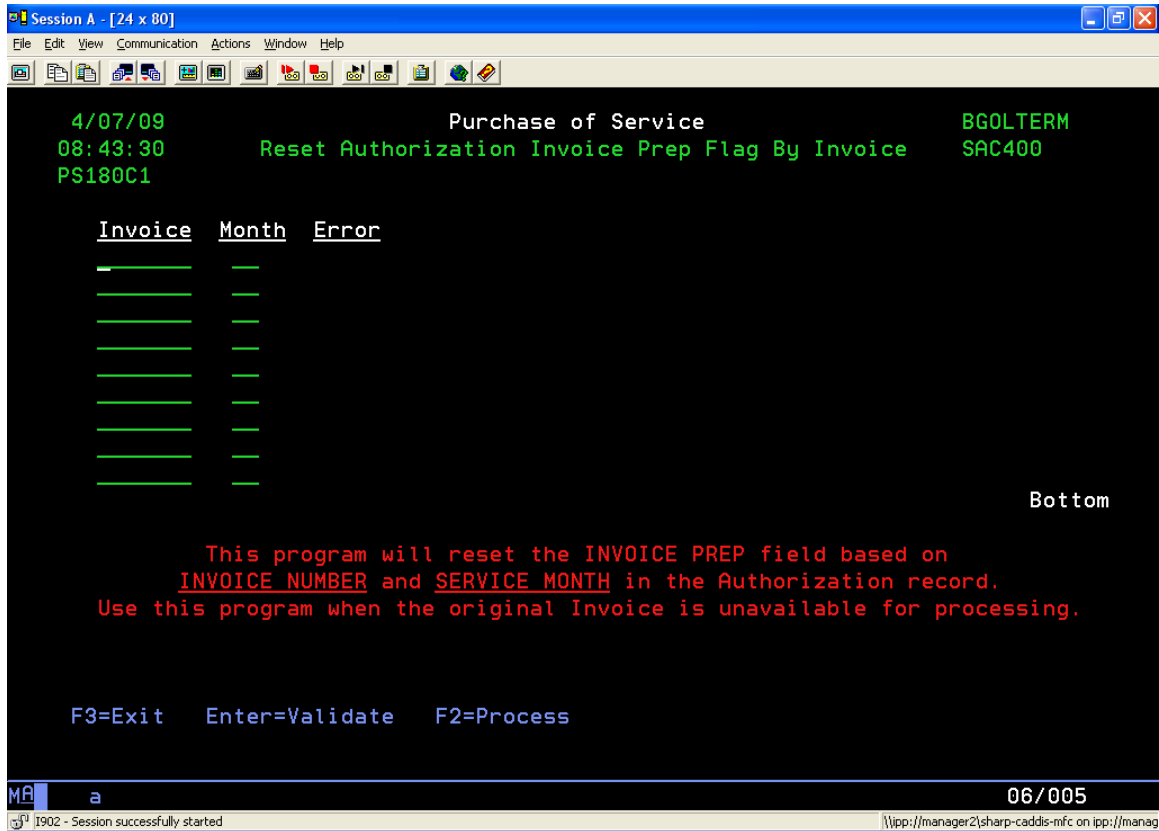 Session A - [24 x 80]
File Edit View Communication Actions Window Help
4/07/09 Purchase of Service BGOLTERM
08:43:30 Reset Authorization Invoice Prep Flag By Invoice SAC400
PS180C1
Invoice Month Error
Bottom
This program will reset the INVOICE PREP field based on
INVOICE NUMBER and SERVICE MONTH in the Authorization record.
Use this program when the original Invoice is unavailable for processing.
F3=Exit Enter=Validate F2=Process
MA a 06/005
I902 - Session successfully started \\ipp://manager2\sharp-caddis-mfc on ipp://manag